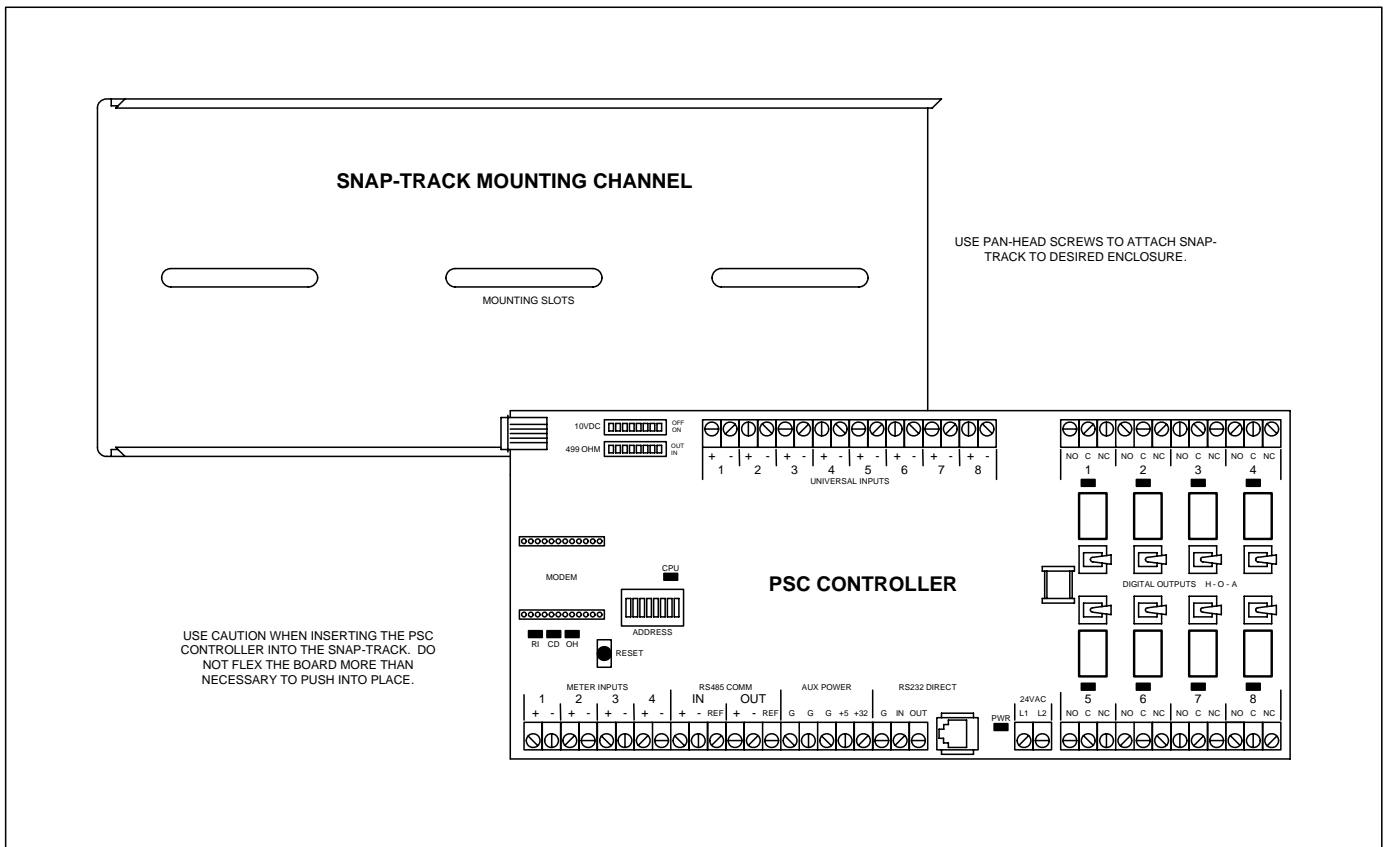 SNAP-TRACK MOUNTING CHANNEL
USE PAN-HEAD SCREWS TO ATTACH SNAP-
TRACK TO DESIRED ENCLOSURE.
MOUNTING SLOTS
10VDC
OFF
ON
499 OHM
OUT
IN
+ - + - + - + - + - + - + - + -
1 2 3 4 5 6 7 8
UNIVERSAL INPUTS
NO C NC NO C NC NO C NC NO C NC
1 2 3 4
MODEM
CPU
PSC CONTROLLER
DIGITAL OUTPUTS H - O - A
ADDRESS
RI CD OH
RESET
USE CAUTION WHEN INSERTING THE PSC
CONTROLLER INTO THE SNAP-TRACK. DO
NOT FLEX THE BOARD MORE THAN
NECESSARY TO PUSH INTO PLACE.
METER INPUTS
1 2 3 4
+ - + - + - + -
RS485 COMM
IN OUT
+ - REF + - REF
AUX POWER
G G G +5 +32
RS232 DIRECT
G IN OUT
PWR
24VAC
L1 L2
5 6 7 8
NO C NC NO C NC NO C NC NO C NC